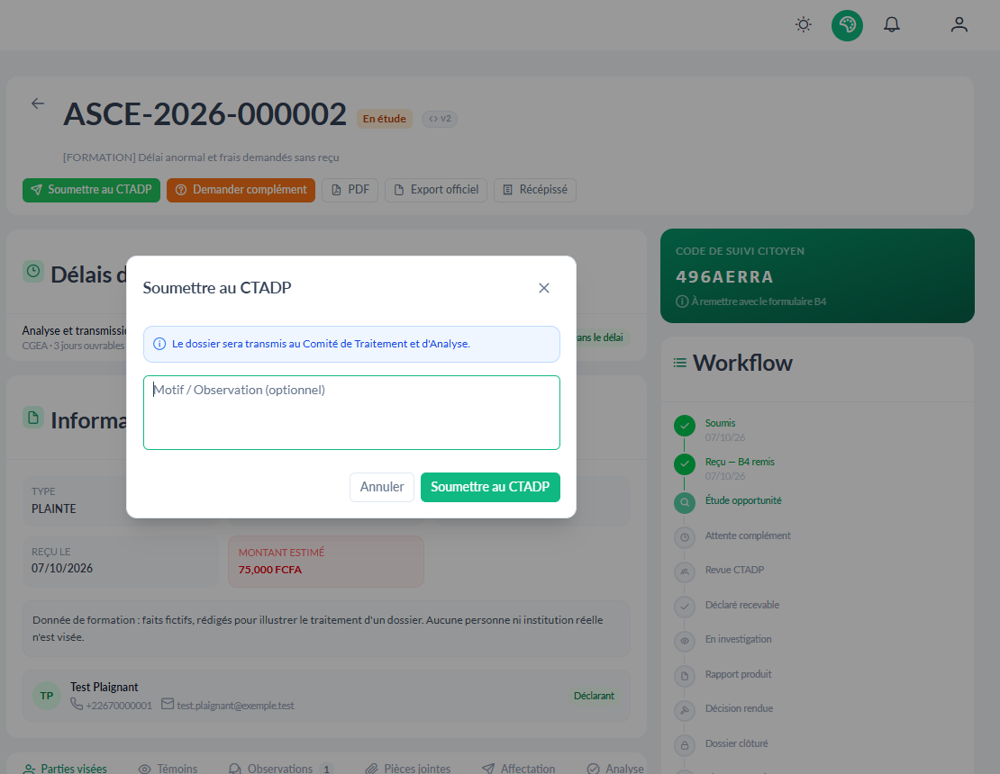 ASCE-2026-000002
En étude
v2
[FORMATION] Délai anormal et frais demandés sans reçu
Soumettre au CTADP
Demander complément
PDF
Export officiel
Récépissé
Délais d
Analyse et transmissi
CGEA · 3 jours ouvrables
ans le délai
CODE DE SUIVI CITOYEN
496AERRA
À remettre avec le formulaire B4
Soumettre au CTADP
Le dossier sera transmis au Comité de Traitement et d'Analyse.
Motif / Observation (optionnel)
Annuler
Soumettre au CTADP
Informa
TYPE
PLAINTE
REÇU LE
07/10/2026
MONTANT ESTIMÉ
75,000 FCFA
Donnée de formation : faits fictifs, rédigés pour illustrer le traitement d'un dossier. Aucune personne ni institution réelle
n'est visée.
TP
Test Plaignant
+22670000001
test.plaignant@exemple.test
Déclarant
Parties visées
Témoins
Observations
1
Pièces jointes
Affectation
Analyse
Workflow
Soumis
07/10/26
Reçu — B4 remis
07/10/26
Étude opportunité
Attente complément
Revue CTADP
Déclaré recevable
En investigation
Rapport produit
Décision rendue
Dossier clôturé